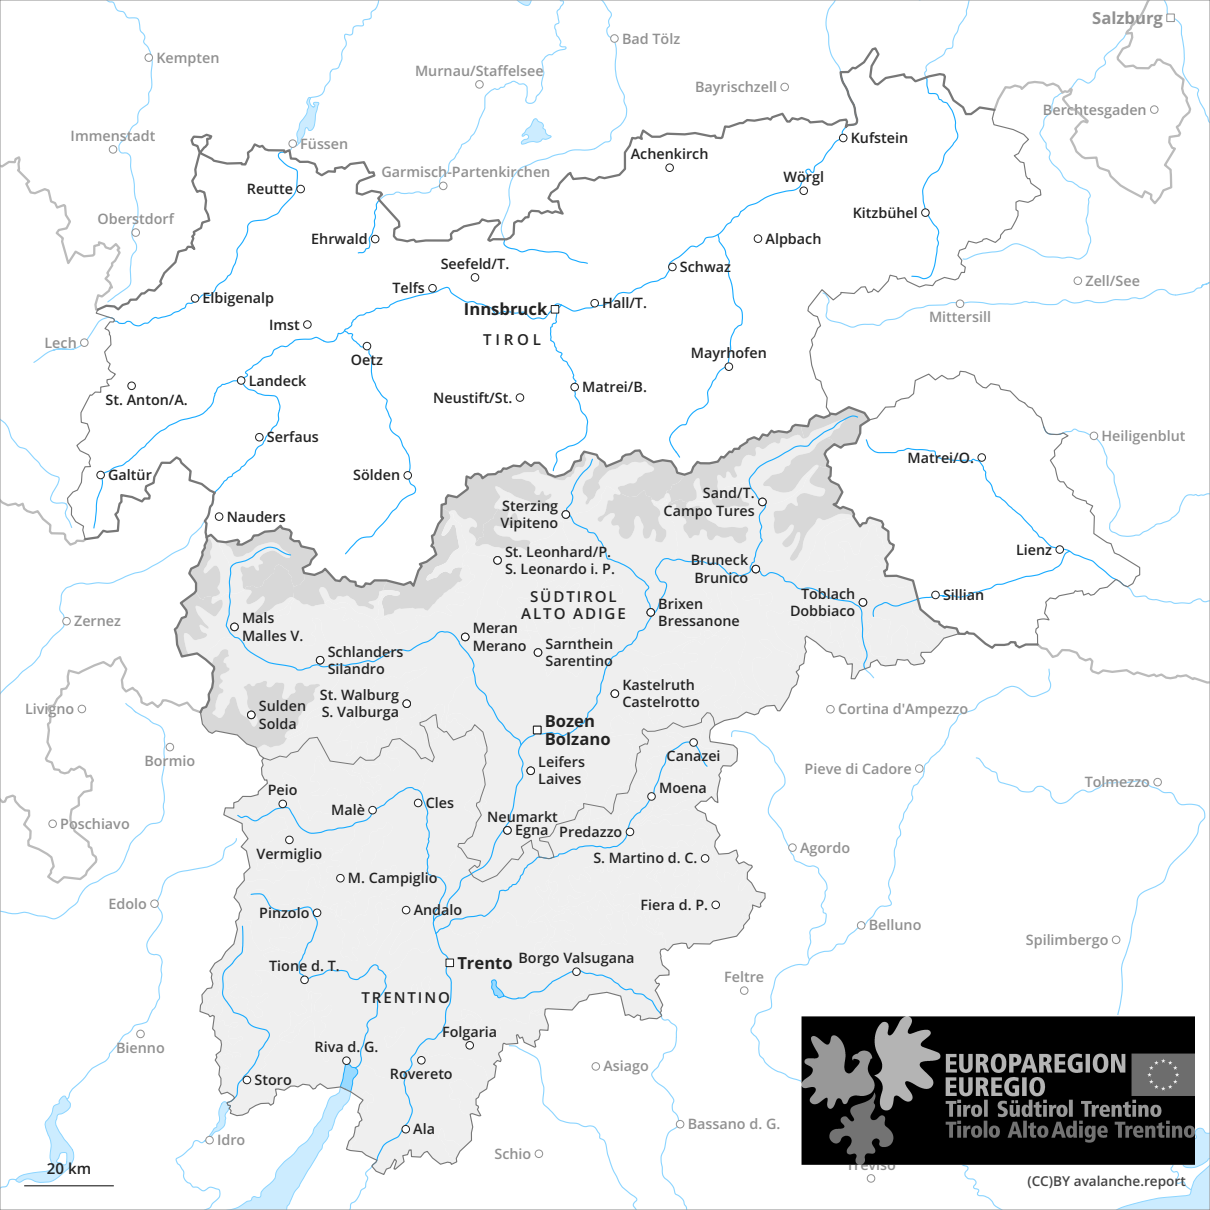 Salzburg
Bad Tölz
Kempten
Murnau/Staffelsee
Bayrischzell
Berchtesgaden
Immenstadt
Füssen
Kufstein
Achenkirch
Garmisch-Partenkirchen
Wörgl
Reutte
Oberstdorf
Kitzbühel
Ehrwald
Alpbach
Seefeld/T.
Schwaz
Zell/See
Telfs
Elbigenalp
Hall/T.
Innsbruck
Mittersill
Imst
Lech
TIROL
Oetz
Mayrhofen
Landeck
Matrei/B.
St. Anton/A.
Neustift/St.
Serfaus
Heiligenblut
Matrei/O.
Galtür
Sölden
Sand/T.
Campo Tures
Sterzing
Vipiteno
Nauders
Lienz
St. Leonhard/P.
S. Leonardo i. P.
Bruneck
Brunico
SÜDTIROL
ALTO ADIGE
Toblach
Dobbiaco
Sillian
Brixen
Bressanone
Zernez
Mals
Malles V.
Meran
Merano
Sarnthein
Sarentino
Schlanders
Silandro
Kastelruth
Castelrotto
St. Walburg
S. Valburga
Livigno
Sulden
Solda
Cortina d'Ampezzo
Bozen
Bolzano
Bormio
Canazei
Leifers
Laives
Pieve di Cadore
Tolmezzo
Peio
Moena
Malè
Cles
Neumarkt
Egna
Poschiavo
Predazzo
Agordo
Vermiglio
S. Martino d. C.
M. Campiglio
Edolo
Pinzolo
Andalo
Fiera d. P.
Belluno
Spilimbergo
Trento
Borgo Valsugana
Tione d. T.
Feltre
TRENTINO
Folgaria
Bienno
Riva d. G.
Rovereto
Asiago
Storo
EUROPAREGION
EUREGIO
Tirol Südtirol Trentino
Tirolo Alto Adige Trentino
Idro
Ala
Bassano d. G.
Schio
Treviso
20 km
(CC)BY avalanche.report